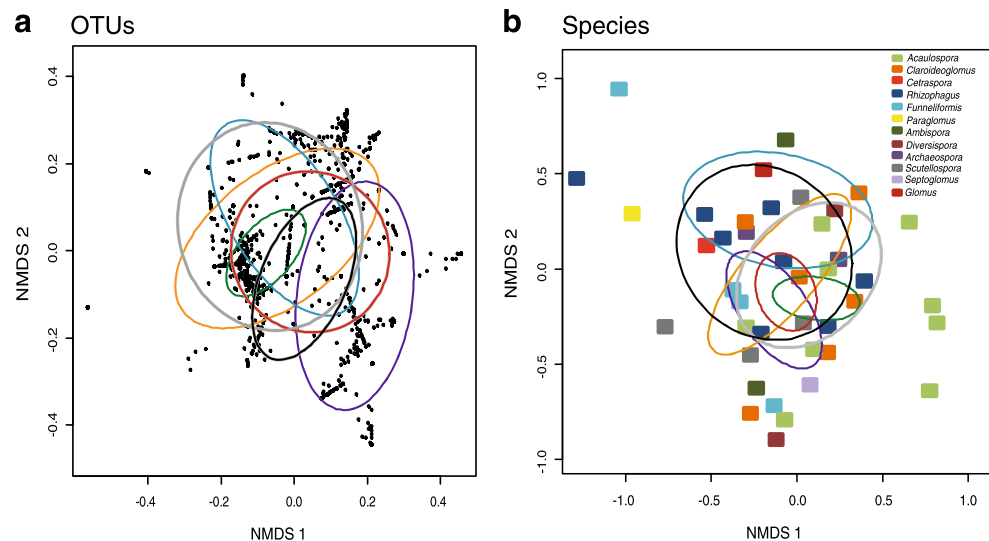 a OTUs
0.4
0.2
0.0
-0.2
-0.4
NMDS 2
-0.4 -0.2 0.0 0.2 0.4
NMDS 1
b Species
1.0
0.5
0.0
-0.5
-1.0
NMDS 2
-1.0 -0.5 0.0 0.5 1.0
NMDS 1
Acaulospora
Claroideoglomus
Cetraspora
Rhizophagus
Funneliformis
Paraglomus
Ambispora
Diversispora
Archaeospora
Scutellospora
Septoglomus
Glomus